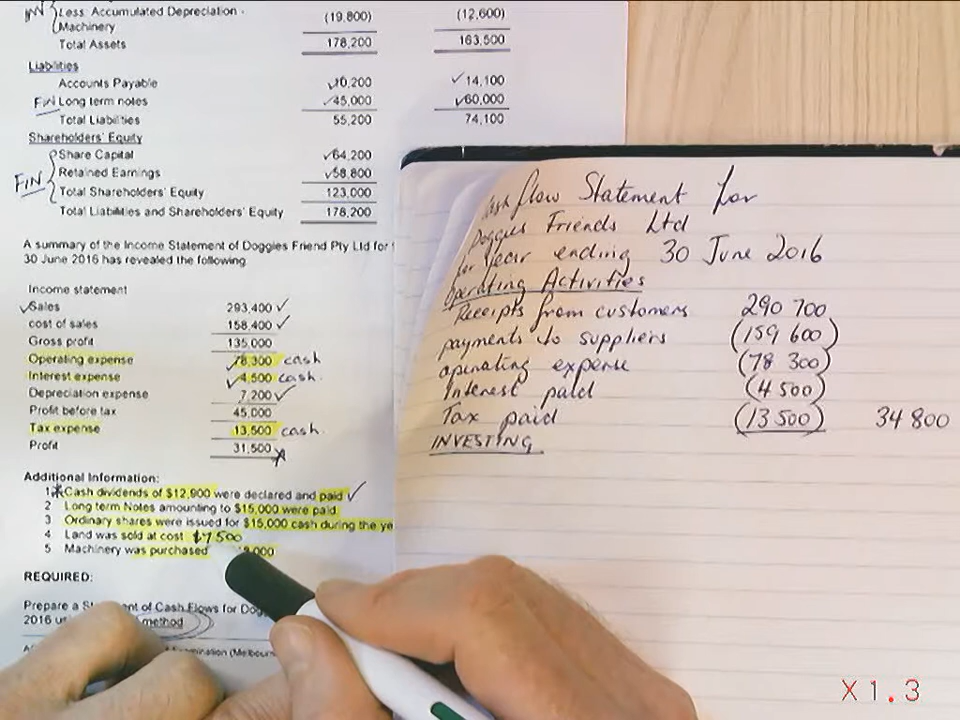 FIN Less: Accumulated Depreciation - (19,800) (12,600)
Machinery
Total Assets 178,200 163,500
Liabilities
Accounts Payable 10,200 14,100
FIN Long term notes 45,000 60,000
Total Liabilities 55,200 74,100
Shareholders' Equity
Share Capital 64,200
FIN Retained Earnings 58,800
Total Shareholders' Equity 123,000
Total Liabilities and Shareholders' Equity 178,200
A summary of the Income Statement of Doggies Friend Pty Ltd for
30 June 2016 has revealed the following.
Income statement
Sales 293,400
cost of sales 158,400
Gross profit 135,000
Operating expense 78,300 cash
Interest expense 4,500 cash.
Depreciation expense 7,200
Profit before tax 45,000
Tax expense 13,500 cash.
Profit 31,500
Additional Information:
1 Cash dividends of $12,900 were declared and paid
2 Long term Notes amounting to $15,000 were paid.
3 Ordinary shares were issued for $15,000 cash during the
4 Land was sold at cost $7500
5 Machinery was purchased
REQUIRED:
Prepare a Statement of Cash Flows for
2016 method
Cash flow Statement for
Doggies Friends Ltd
for Year ending 30 June 2016
Operating Activities
Receipts from customers 290 700
payments to suppliers (159 600)
operating expense (78 300)
Interest paid (4 500)
Tax paid (13 500) 34 800
INVESTING
X1.3